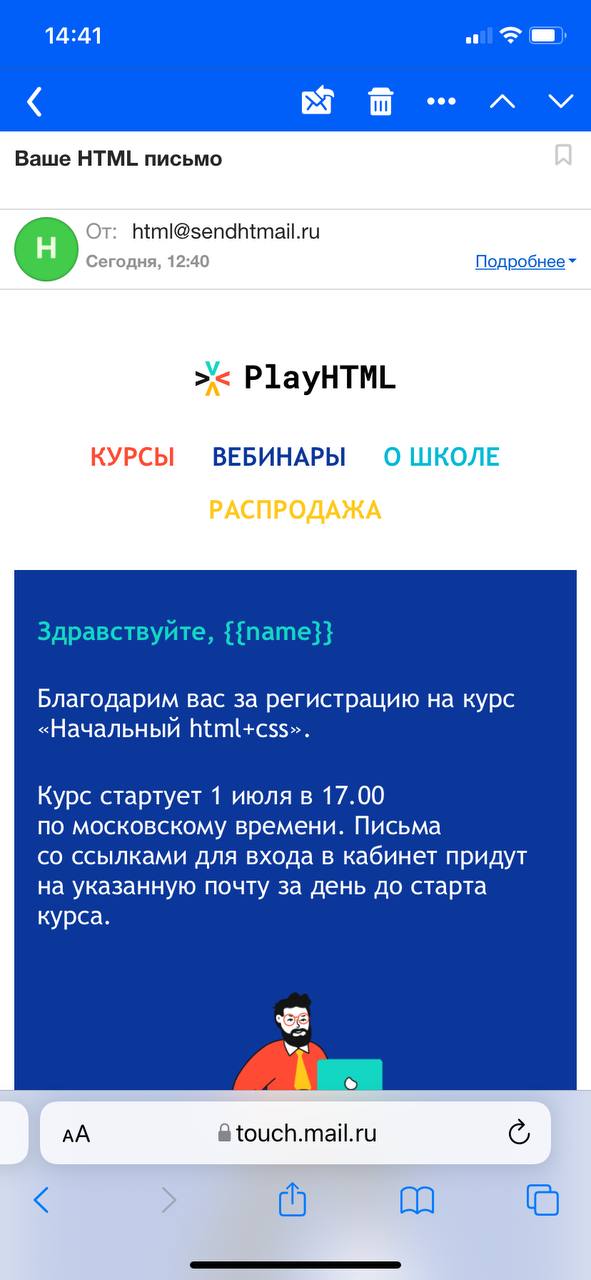 14:41
Ваше HTML письмо
H
От: html@sendhtmail.ru
Сегодня, 12:40
Подробнее
PlayHTML
КУРСЫ ВЕБИНАРЫ О ШКОЛЕ
РАСПРОДАЖА
Здравствуйте, {{name}}
Благодарим вас за регистрацию на курс
«Начальный html+css».
Курс стартует 1 июля в 17.00
по московскому времени. Письма
со ссылками для входа в кабинет придут
на указанную почту за день до старта
курса.
AA touch.mail.ru